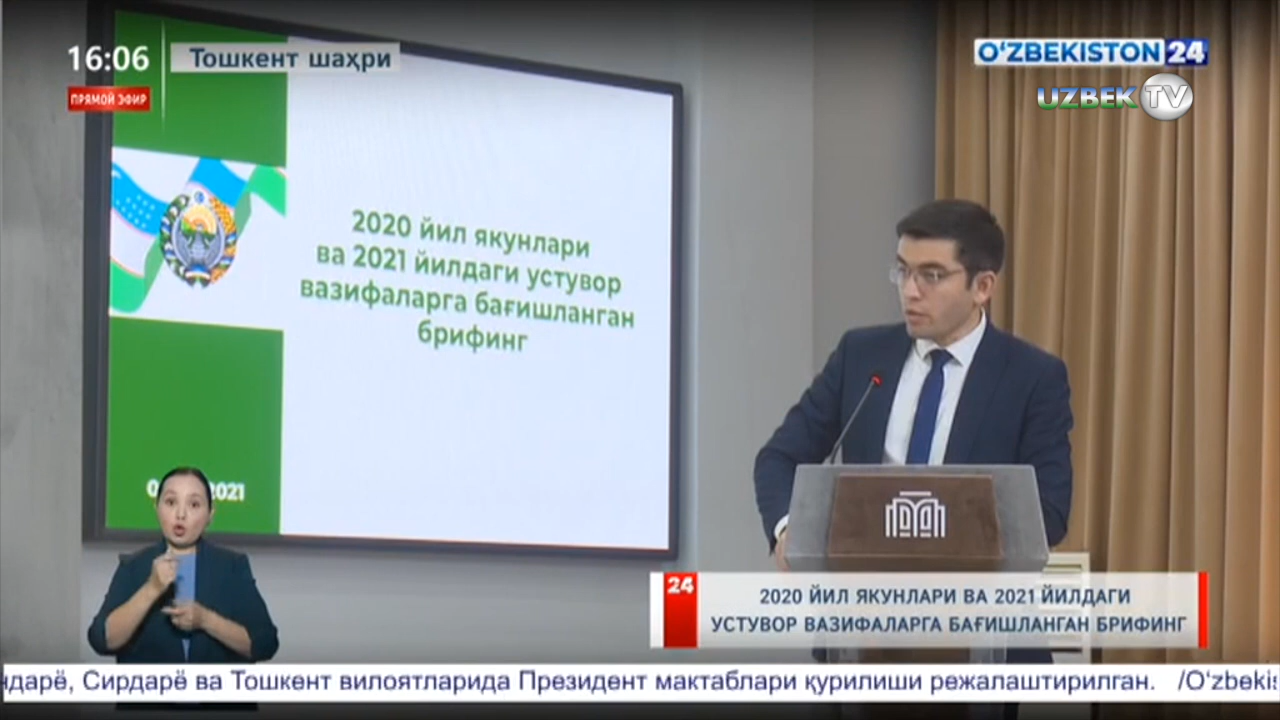 16:06
Тошкент шаҳри
ПРЯМОЙ ЭФИР
O‘ZBEKISTON 24
UZBEK TV
2020 йил якунлари
ва 2021 йилдаги устувор
вазифаларга бағишланган
брифинг
2021
24
2020 ЙИЛ ЯКУНЛАРИ ВА 2021 ЙИЛДАГИ
УСТУВОР ВАЗИФАЛАРГА БАҒИШЛАНГАН БРИФИНГ
Сирдарё ва Тошкент вилоятларида Президент мактаблари қурилиши режалаштирилган.